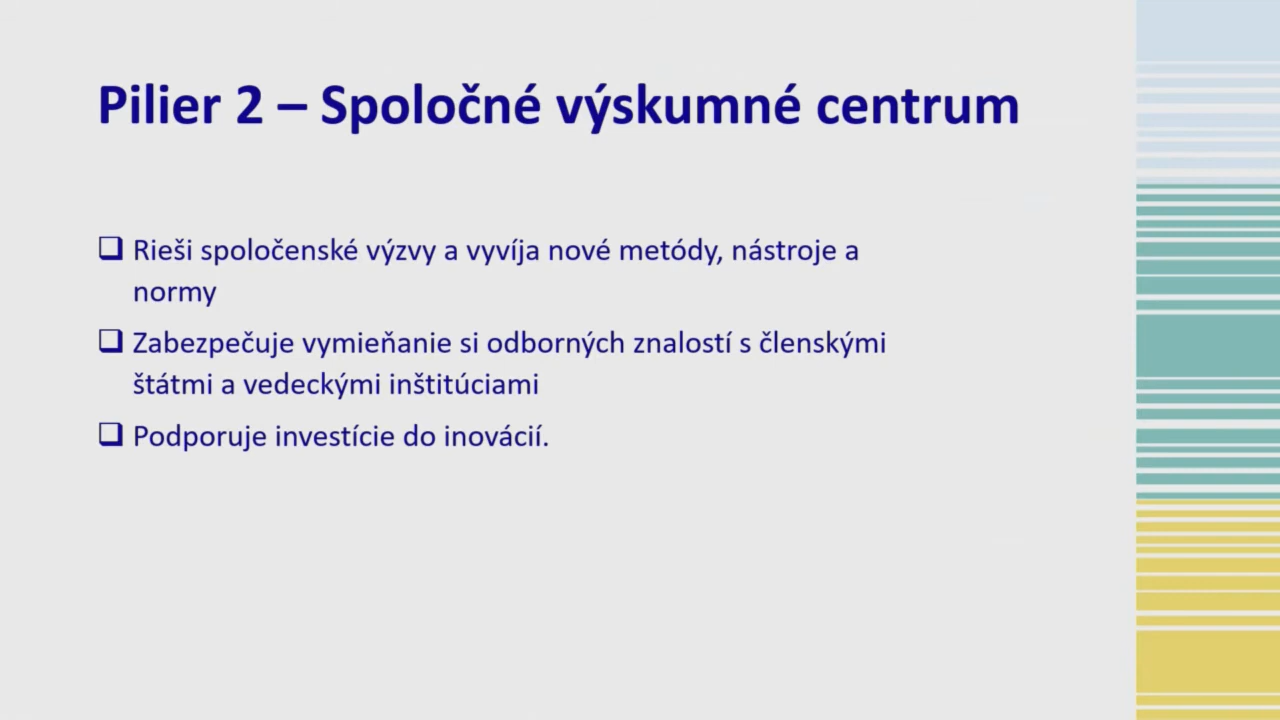 Pilier 2 – Spoločné výskumné centrum
Rieši spoločenské výzvy a vyvíja nové metódy, nástroje a
normy
Zabezpečuje vymieňanie si odborných znalostí s členskými
štátmi a vedeckými inštitúciami
Podporuje investície do inovácií.